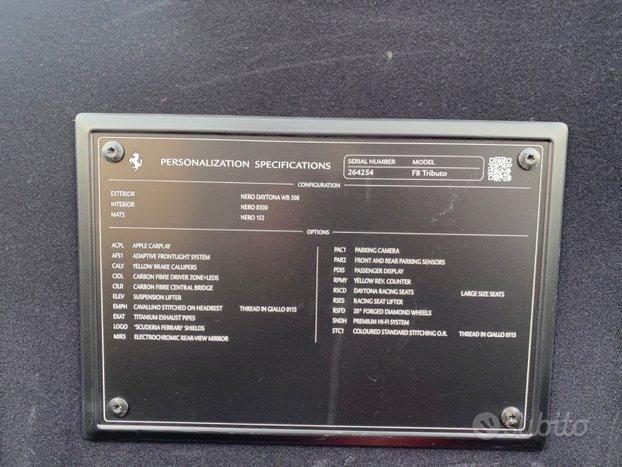 PERSONALIZATION SPECIFICATIONS
SERIAL NUMBER MODEL
264254 F8 Tributo
CONFIGURATION
EXTERIOR NERO DAYTONA WB 508
INTERIOR NERO 8500
MATS NERO 152
OPTIONS
ACPL APPLE CARPLAY
AFS1 ADAPTIVE FRONTLIGHT SYSTEM
CALY YELLOW BRAKE CALLIPERS
CIDL CARBON FIBRE DRIVER ZONE+LEDS
CILR CARBON FIBRE CENTRAL BRIDGE
ELEV SUSPENSION LIFTER
EMPH CAVALLINO STITCHED ON HEADREST THREAD IN GIALLO 0113
EXAT TITANIUM EXHAUST PIPES
LOGO 'SCUDERIA FERRARI' SHIELDS
MIR3 ELECTROCHROMIC REAR-VIEW MIRROR
PAC1 PARKING CAMERA
PAR2 FRONT AND REAR PARKING SENSORS
PDIS PASSENGER DISPLAY
RPMY YELLOW REV. COUNTER
RSCD DAYTONA RACING SEATS LARGE SIZE SEATS
RSES RACING SEAT LIFTER
RSFD 20" FORGED DIAMOND WHEELS
SNDH PREMIUM HI-FI SYSTEM
STC1 COLOURED STANDARD STITCHING O.R. THREAD IN GIALLO 0113
subito